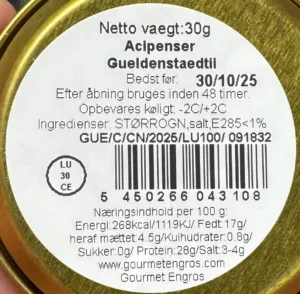 Netto vaegt:30g
Acipenser
Gueldenstaedtii
Bedst før: 30/10/25
Efter åbning bruges inden 48 timer.
Opbevares køligt: -2C/+2C
Ingredienser: STØRROGN,salt,E285<1%
GUE/C/CN/2025/LU100/ 091832
LU
30
CE
5 450266 043108
Næringsindhold per 100 g:
Energi:268kcal/1119KJ/ Fedt:17g/
heraf mættet:4.5g/Kulhudrater:0.8g/
Sukker:0g/ Protein:28g/Salt:3-4g
www.gourmetengros.com
Gourmet Engros